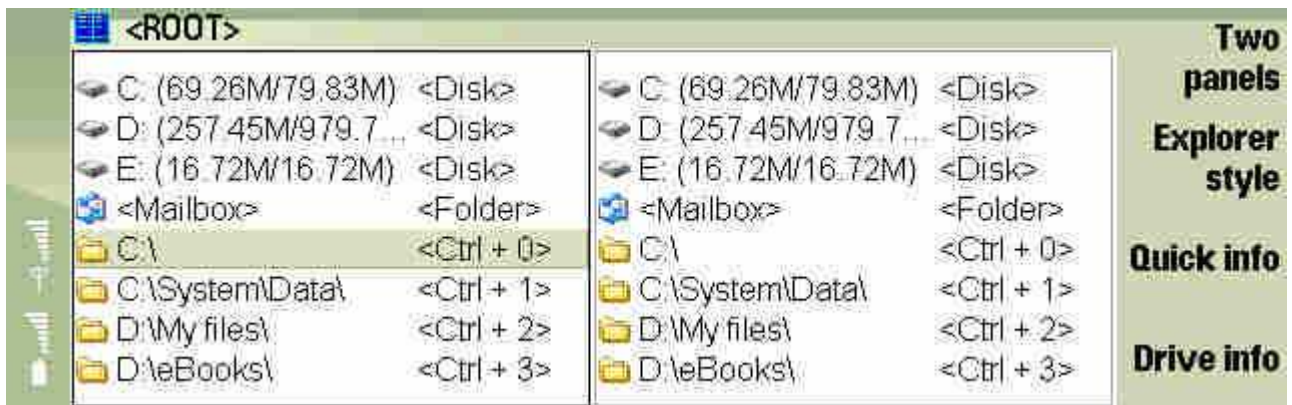 <ROOT>
C: (69.26M/79.83M) <Disk>
D: (257.45M/979.7... <Disk>
E: (16.72M/16.72M) <Disk>
<Mailbox> <Folder>
C:\ <Ctrl + 0>
C:\System\Data\ <Ctrl + 1>
D:\My files\ <Ctrl + 2>
D:\eBooks\ <Ctrl + 3>
C: (69.26M/79.83M) <Disk>
D: (257.45M/979.7... <Disk>
E: (16.72M/16.72M) <Disk>
<Mailbox> <Folder>
C:\ <Ctrl + 0>
C:\System\Data\ <Ctrl + 1>
D:\My files\ <Ctrl + 2>
D:\eBooks\ <Ctrl + 3>
Two
panels
Explorer
style
Quick info
Drive info